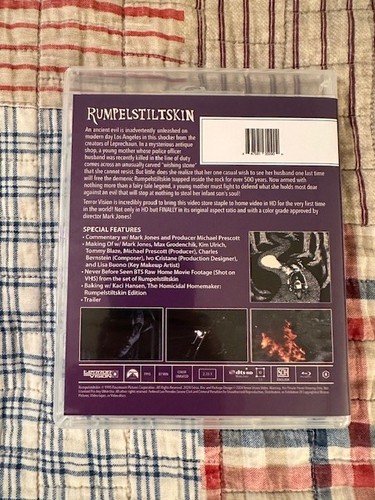 RUMPELSTILTSKIN
An ancient evil is inadvertently unleashed on
modern day Los Angeles in this shocker from the
creators of Leprechaun. In a mysterious antique
shop, a young mother whose police officer
husband was recently killed in the line of duty
comes across an unusually carved "wishing stone"
that she cannot resist. But little does she realize that her one casual wish to see her husband one last time
will free the demonic Rumpelstiltskin trapped inside the rock for over 500 years. Now armed with
nothing more than a fairy tale legend, a young mother must fight to defend what she holds most dear
against an evil that will stop at nothing to steal her infant son's soul!
Terror Vision is incredibly proud to bring this video store staple to home video in HD for the very first time
in the world! Not only in HD but FINALLY in its original aspect ratio and with a color grade approved by
director Mark Jones!
SPECIAL FEATURES
• Commentary w/ Mark Jones and Producer Michael Prescott
• Making Of w/ Mark Jones, Max Grodenchik, Kim Ulrich,
Tommy Blaze, Michael Prescott (Producer), Charles
Bernstein (Composer), Ivo Cristante (Production Designer),
and Lisa Buono (Key Makeup Artist)
• Never Before Seen BTS Raw Home Movie Footage (Shot on
VHS) from the set of Rumpelstiltskin
Baking w/ Kaci Hansen, The Homicidal Homemaker:
Rumpelstiltskin Edition
• Trailer
dts
SDH